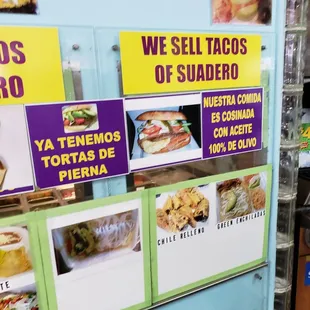 OS
RO
WE SELL TACOS
OF SUADERO
YA TENEMOS
TORTAS DE
PIERNA
NUESTRA COMIDA
ES COSINADA
CON ACEITE
100% DE OLIVO
CHILE RELLENO
GREEN ENCHILADAS
TE